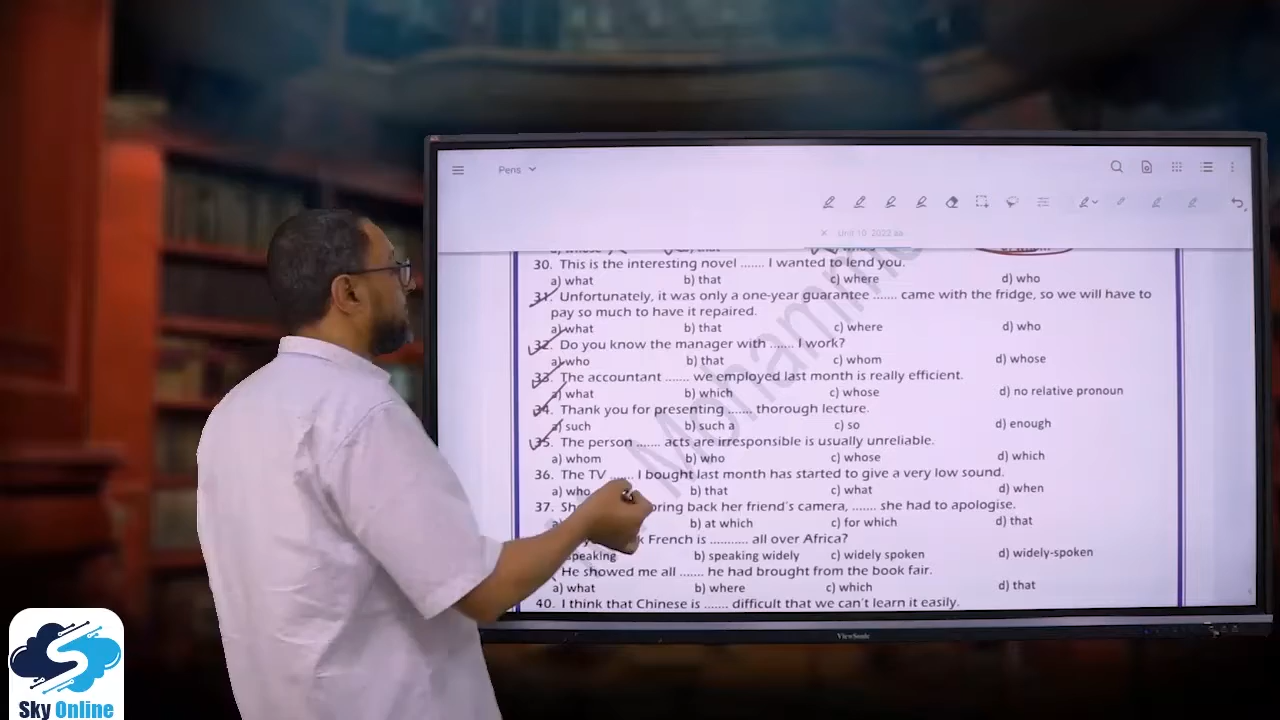 Pens
Unit 10 2022 aa
30. This is the interesting novel ....... I wanted to lend you.
a) what b) that c) where d) who
31. Unfortunately, it was only a one-year guarantee ....... came with the fridge, so we will have to
pay so much to have it repaired.
a) what b) that c) where d) who
32. Do you know the manager with ....... I work?
a) who b) that c) whom d) whose
33. The accountant ....... we employed last month is really efficient.
a) what b) which c) whose d) no relative pronoun
34. Thank you for presenting ....... thorough lecture.
a) such b) such a c) so d) enough
35. The person ....... acts are irresponsible is usually unreliable.
a) whom b) who c) whose d) which
36. The TV ....... I bought last month has started to give a very low sound.
a) who b) that c) what d) when
37. bring back her friend's camera, ....... she had to apologise.
b) at which c) for which d) that
French is .......... all over Africa?
speaking b) speaking widely c) widely spoken d) widely-spoken
He showed me all ....... he had brought from the book fair.
a) what b) where c) which d) that
40. I think that Chinese is ....... difficult that we can't learn it easily.
ViewSonic
Sky Online